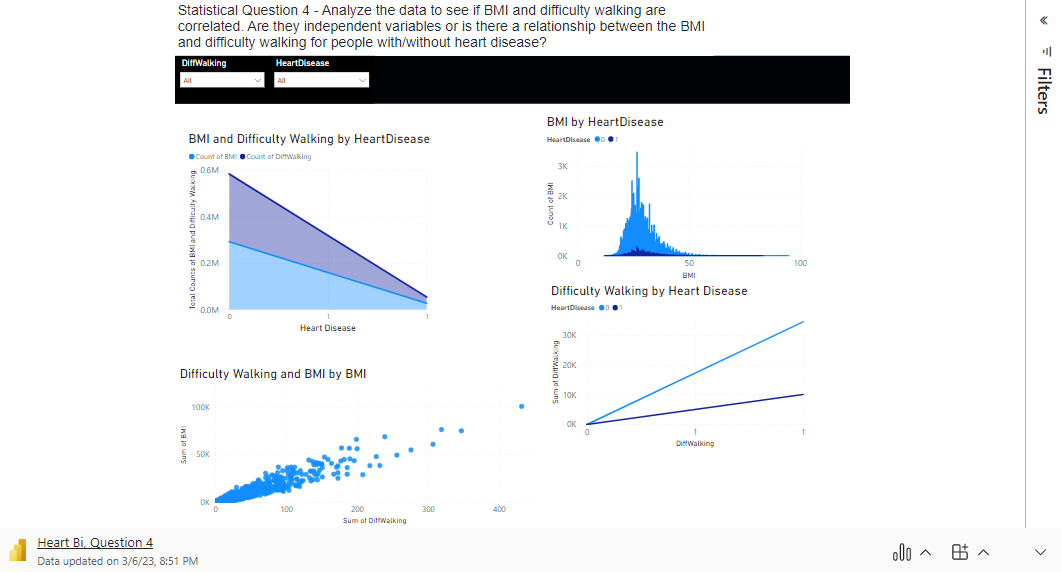 Statistical Question 4 - Analyze the data to see if BMI and difficulty walking are
correlated. Are they independent variables or is there a relationship between the BMI
and difficulty walking for people with/without heart disease?
DiffWalking
HeartDisease
All
All
BMI and Difficulty Walking by HeartDisease
Count of BMI Count of DiffWalking
Total Counts of BMI and Difficulty Walking
0.6M
0.4M
0.2M
0.0M
0 1 1
Heart Disease
BMI by HeartDisease
HeartDisease 0 1
Count of BMI
3K
2K
1K
0K
0 50 100
BMI
Difficulty Walking by Heart Disease
HeartDisease 0 1
Sum of DiffWalking
30K
20K
10K
0K
0 1 1
DiffWalking
Difficulty Walking and BMI by BMI
Sum of BMI
100K
50K
0K
0 100 200 300 400
Sum of DiffWalking
Filters
Heart Bi, Question 4
Data updated on 3/6/23, 8:51 PM